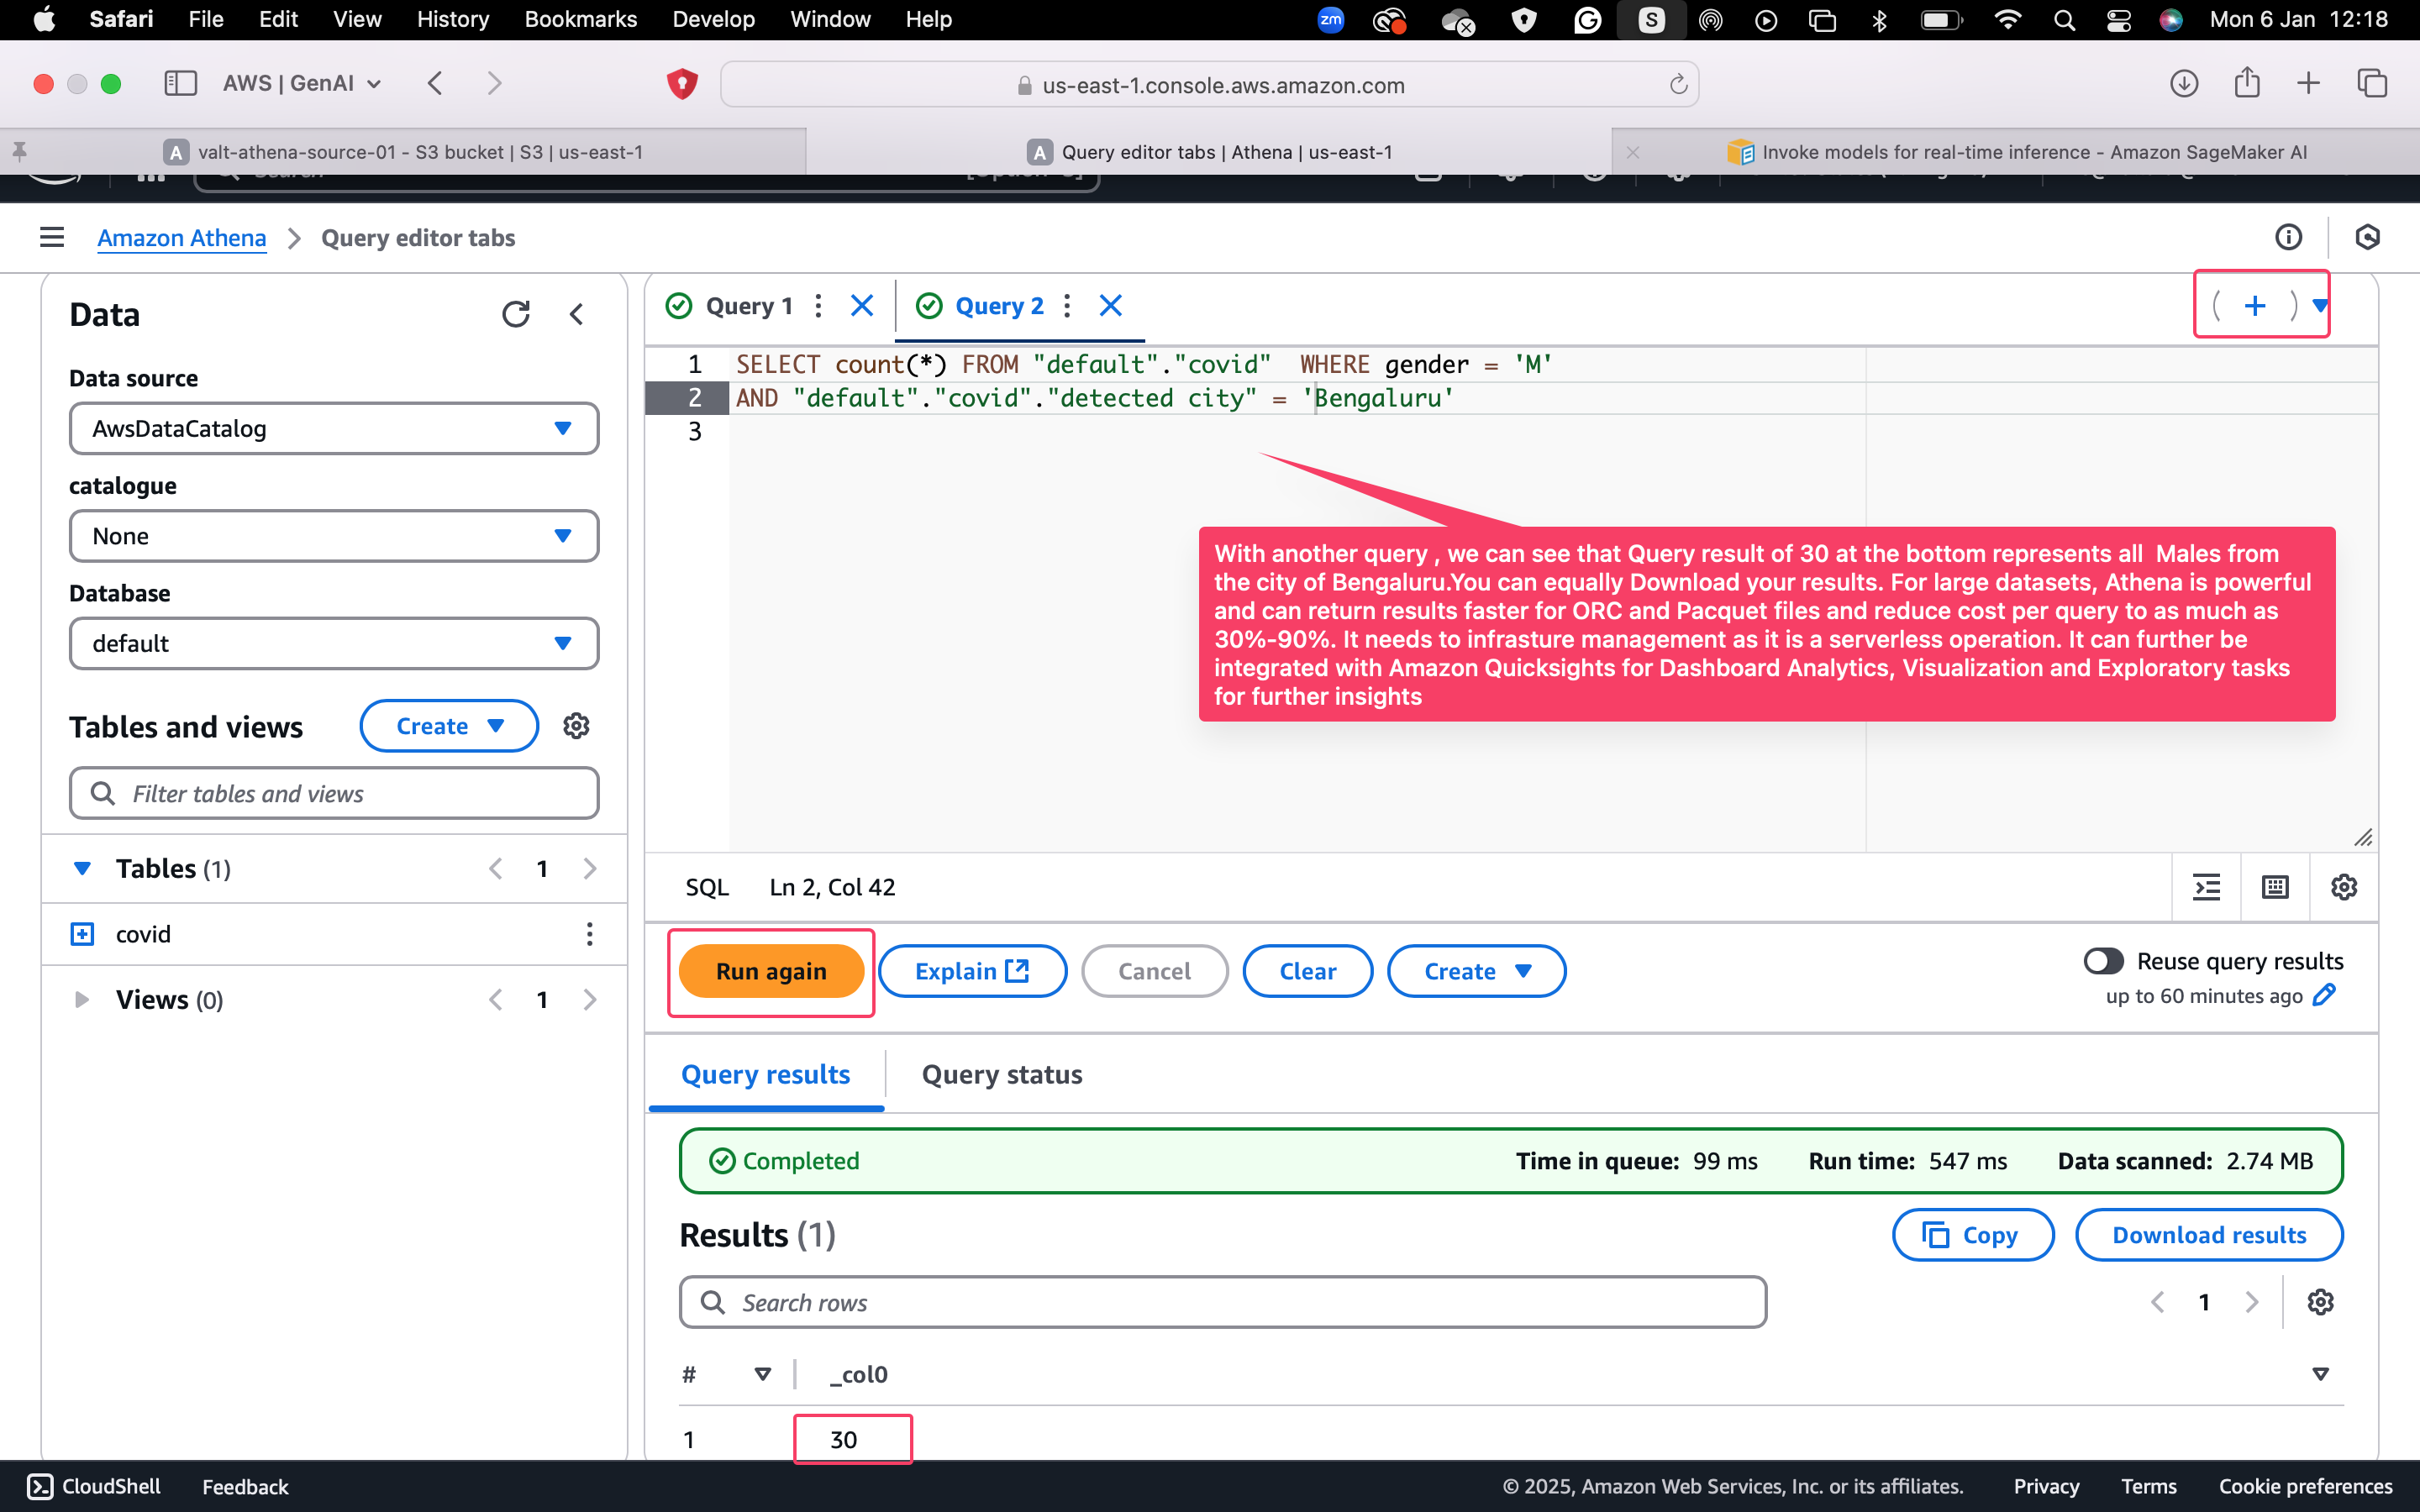 Safari File Edit View History Bookmarks Develop Window Help zm S Mon 6 Jan 12:18
AWS | GenAI us-east-1.console.aws.amazon.com
A valt-athena-source-01 - S3 bucket | S3 | us-east-1 A Query editor tabs | Athena | us-east-1 Invoke models for real-time inference - Amazon SageMaker AI
Amazon Athena Query editor tabs
Data
Data source
AwsDataCatalog
catalogue
None
Database
default
Tables and views Create
Filter tables and views
Tables (1) 1
covid
Views (0) 1
Query 1 Query 2 ( + )
1 SELECT count(*) FROM "default"."covid" WHERE gender = 'M'
2 AND "default"."covid"."detected city" = 'Bengaluru'
3
With another query , we can see that Query result of 30 at the bottom represents all Males from
the city of Bengaluru.You can equally Download your results. For large datasets, Athena is powerful
and can return results faster for ORC and Pacquet files and reduce cost per query to as much as
30%-90%. It needs to infrasture management as it is a serverless operation. It can further be
integrated with Amazon Quicksights for Dashboard Analytics, Visualization and Exploratory tasks
for further insights
SQL Ln 2, Col 42
Run again Explain Cancel Clear Create Reuse query results
up to 60 minutes ago
Query results Query status
Completed Time in queue: 99 ms Run time: 547 ms Data scanned: 2.74 MB
Results (1) Copy Download results
Search rows 1
# _col0
1 30
CloudShell Feedback © 2025, Amazon Web Services, Inc. or its affiliates. Privacy Terms Cookie preferences